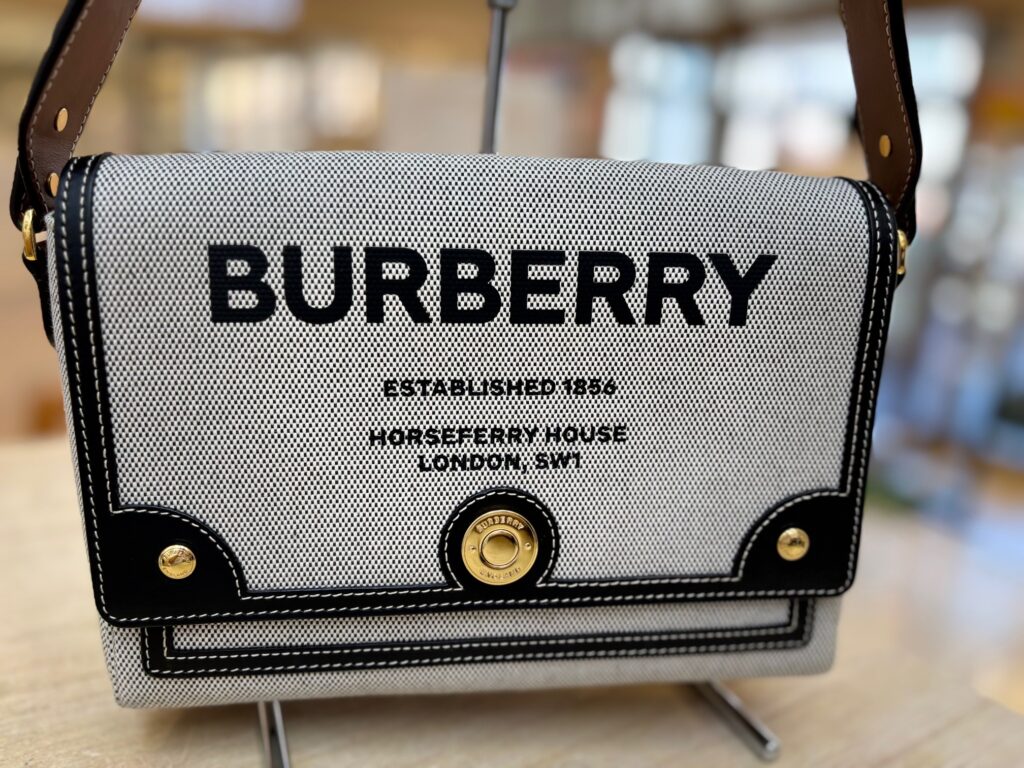 BURBERRY
ESTABLISHED 1856
HORSEFERRY HOUSE
LONDON, SW1
BURBERRY